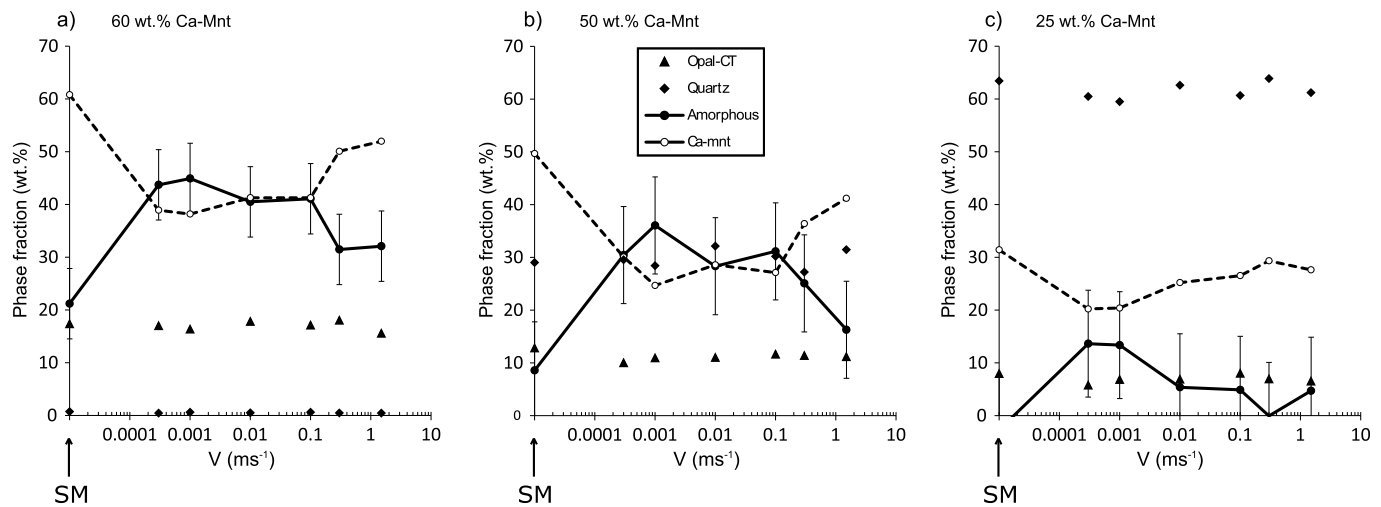 a) 60 wt.% Ca-Mnt
70
60
50
40
30
20
10
0
Phase fraction (wt.%)
0.0001 0.001 0.01 0.1 1 10
V (ms⁻¹)
SM
b) 50 wt.% Ca-Mnt
70
60
50
40
30
20
10
0
Phase fraction (wt.%)
Opal-CT
Quartz
Amorphous
Ca-mnt
0.0001 0.001 0.01 0.1 1 10
V (ms⁻¹)
SM
c) 25 wt.% Ca-Mnt
70
60
50
40
30
20
10
0
Phase fraction (wt.%)
0.0001 0.001 0.01 0.1 1 10
V (ms⁻¹)
SM